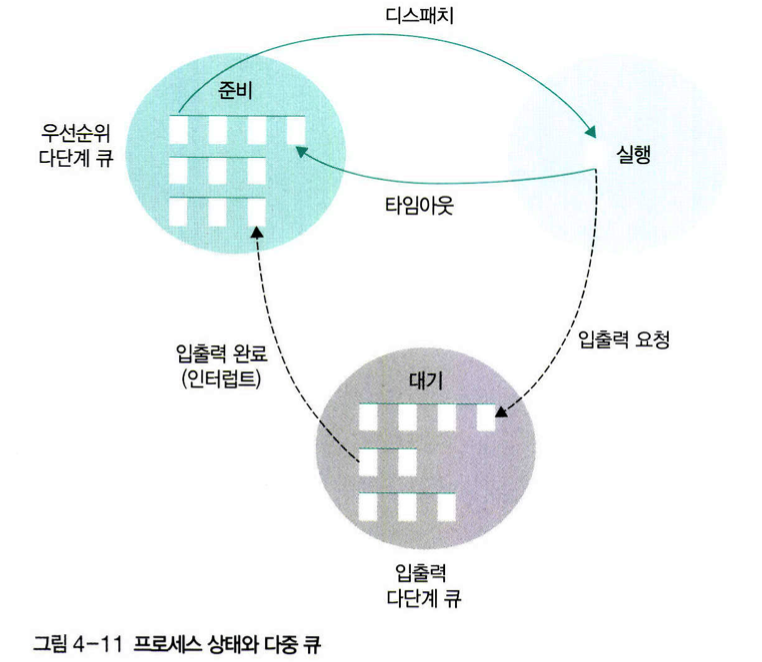 디스패치
준비
우선순위
다단계 큐
실행
타임아웃
입출력 요청
입출력 완료
(인터럽트)
대기
입출력
다단계 큐
그림 4-11 프로세스 상태와 다중 큐